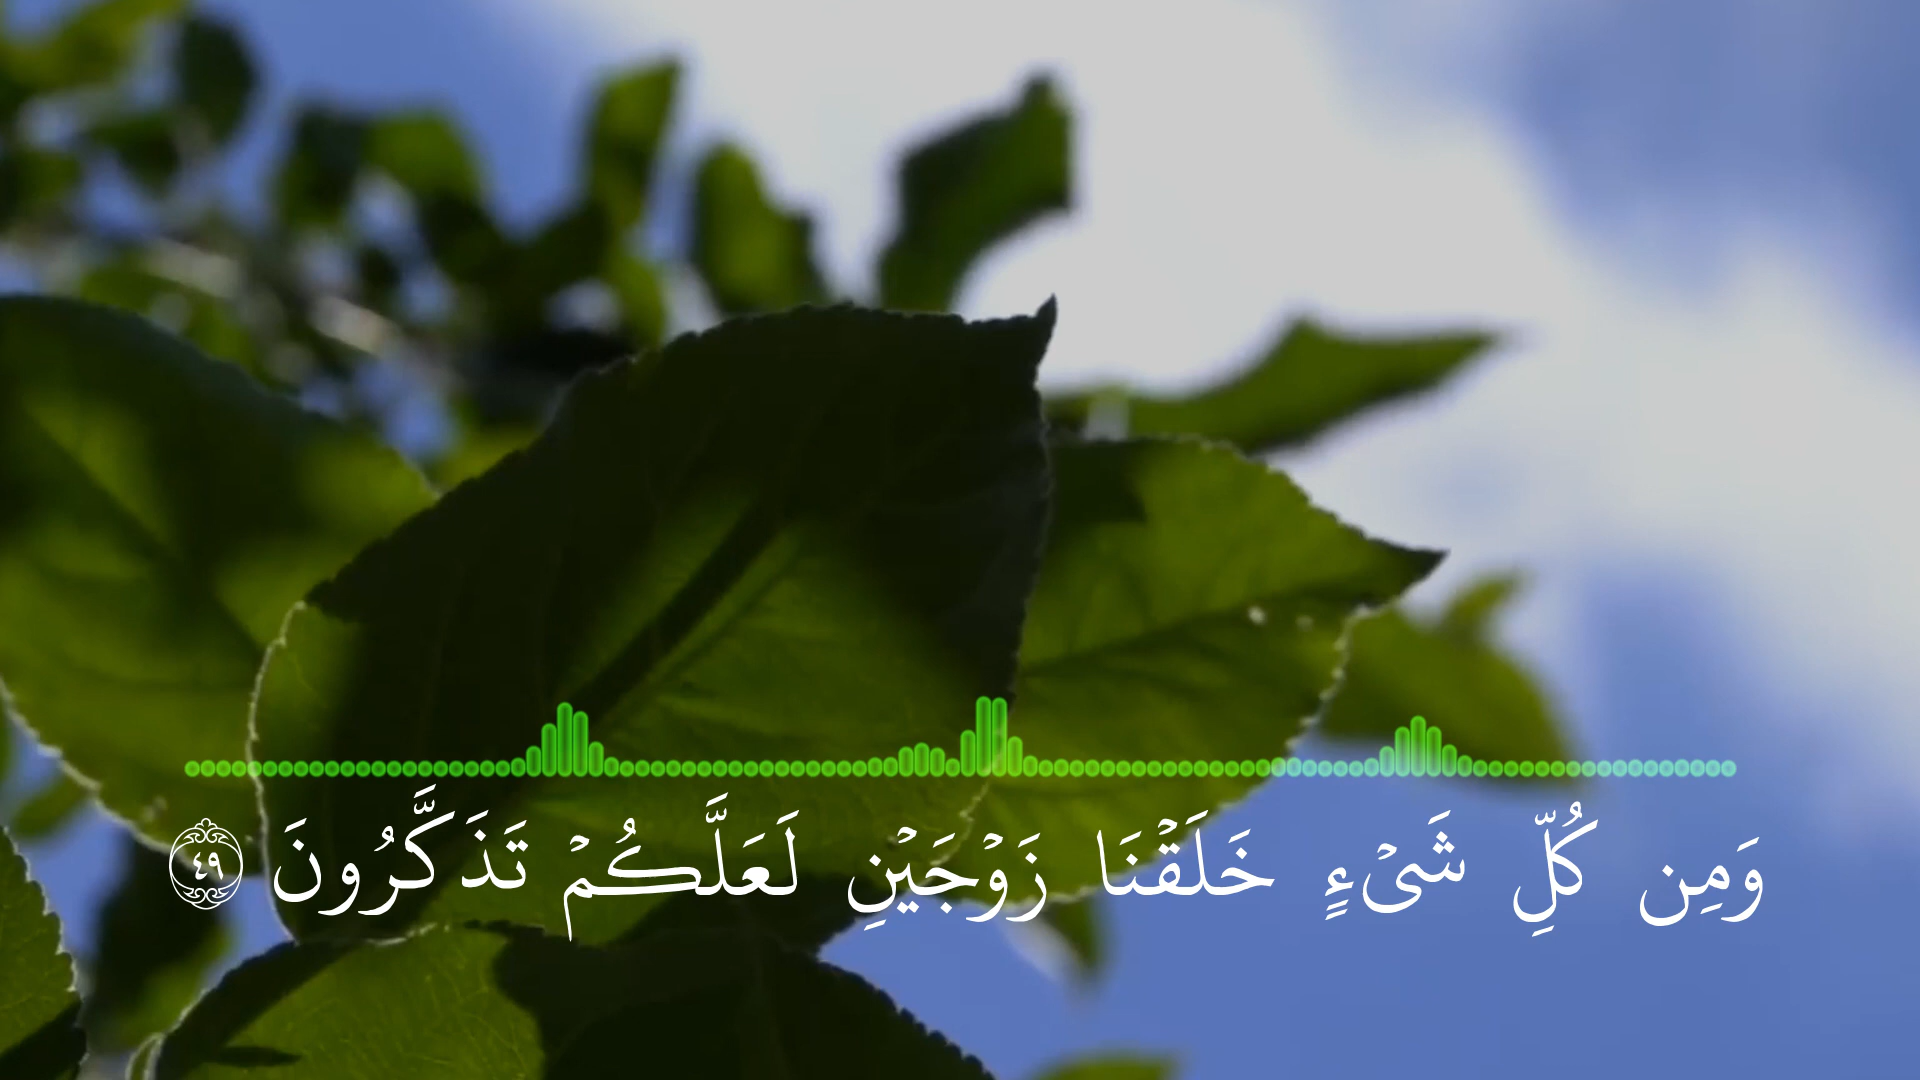 وَمِن كُلِّ شَىْءٍ خَلَقْنَا زَوْجَيْنِ لَعَلَّكُمْ تَذَكَّرُونَ ٤٩